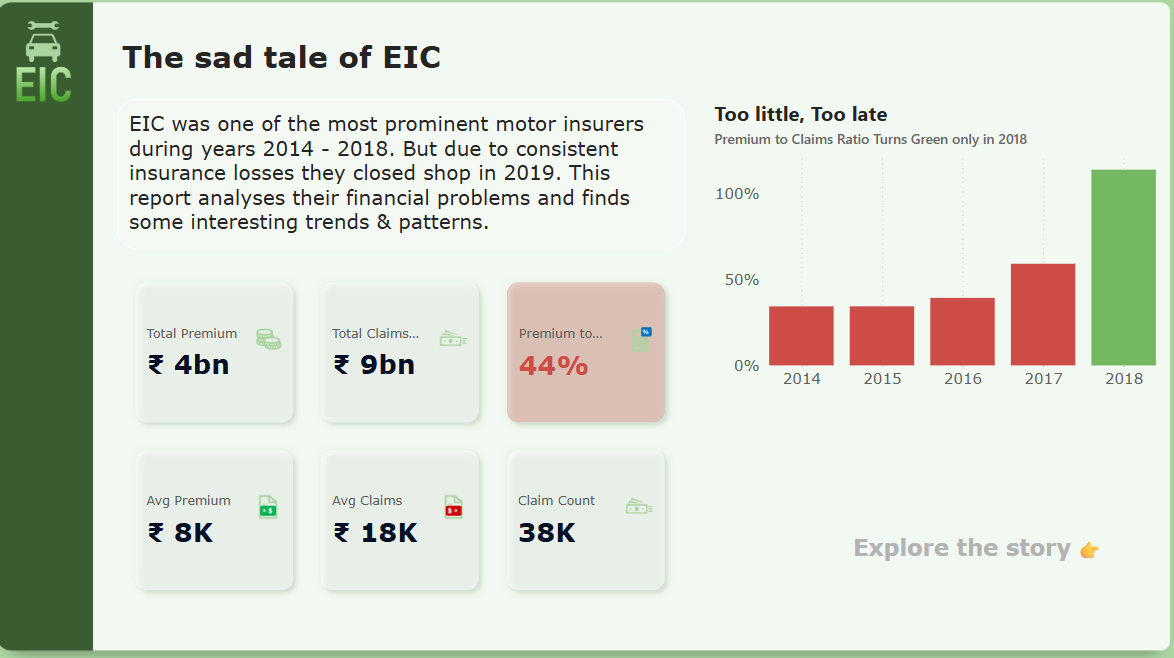 EIC
The sad tale of EIC
EIC was one of the most prominent motor insurers
during years 2014 - 2018. But due to consistent
insurance losses they closed shop in 2019. This
report analyses their financial problems and finds
some interesting trends & patterns.
Total Premium
₹ 4bn
Total Claims...
₹ 9bn
Premium to...
%
44%
Avg Premium
₹ 8K
Avg Claims
₹ 18K
Claim Count
38K
Too little, Too late
Premium to Claims Ratio Turns Green only in 2018
100%
50%
0%
2014 2015 2016 2017 2018
Explore the story 👉